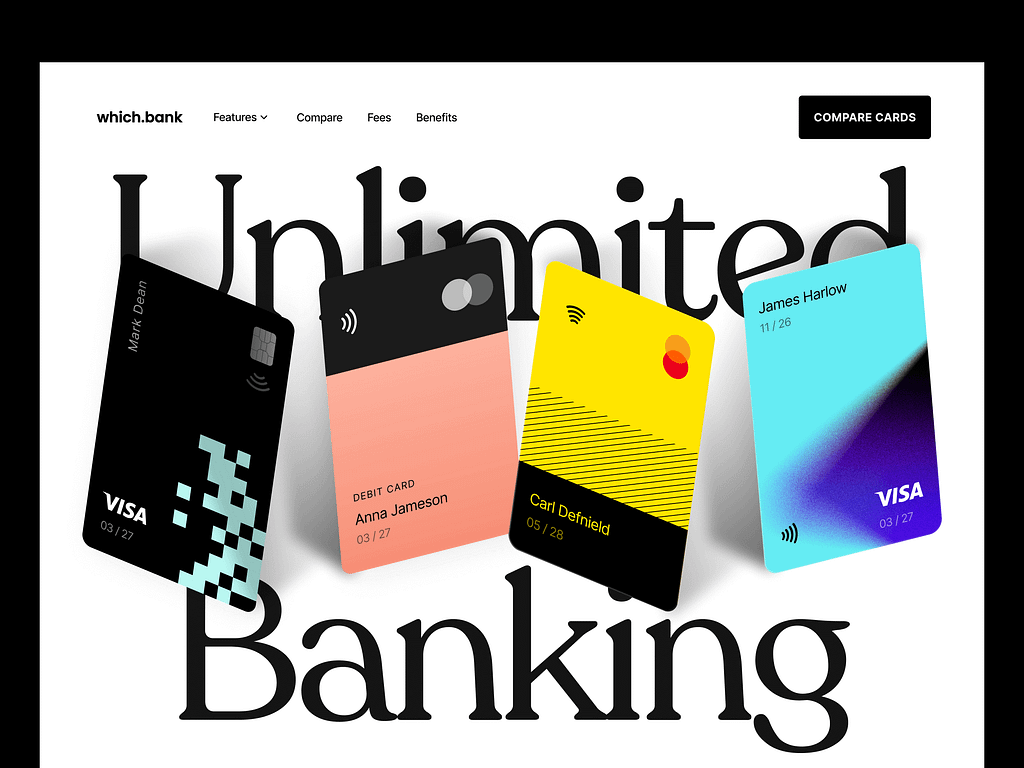 which.bank
Features
Compare
Fees
Benefits
COMPARE CARDS
Unlimited
Mark Dean
VISA
03 / 27
DEBIT CARD
Anna Jameson
03 / 27
Carl Defnield
05 / 28
James Harlow
11 / 26
VISA
03 / 27
Banking